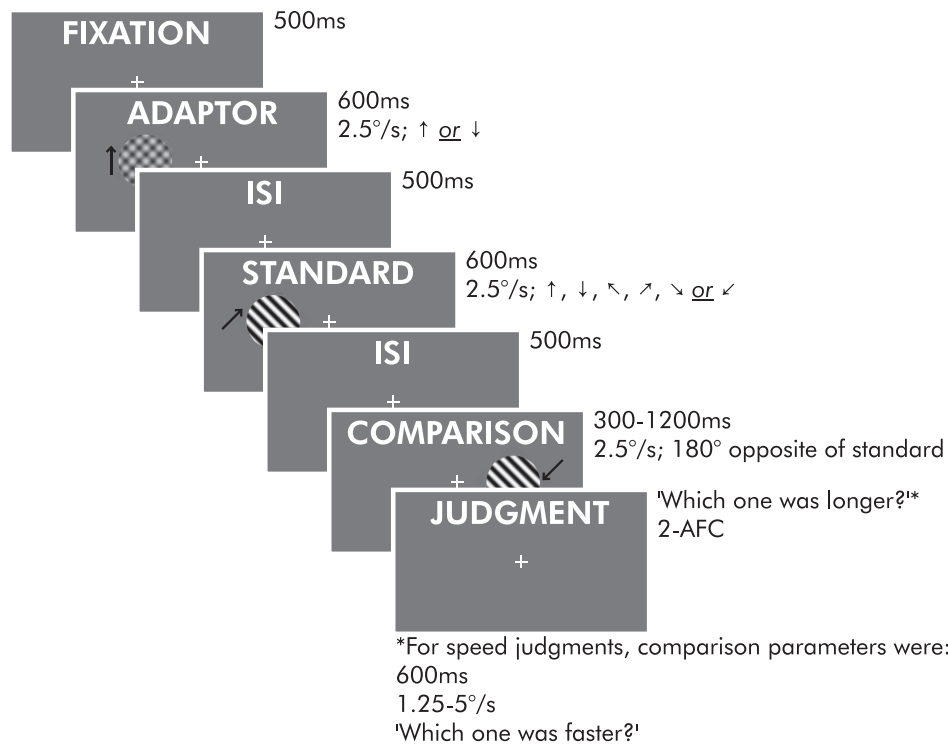 FIXATION
500ms
ADAPTOR
600ms
2.5°/s; ↑ or ↓
ISI
500ms
STANDARD
600ms
2.5°/s; ↑, ↓, ↖, ↗, ↘ or ↙
ISI
500ms
COMPARISON
300-1200ms
2.5°/s; 180° opposite of standard
JUDGMENT
'Which one was longer?'*
2-AFC
*For speed judgments, comparison parameters were:
600ms
1.25-5°/s
'Which one was faster?'